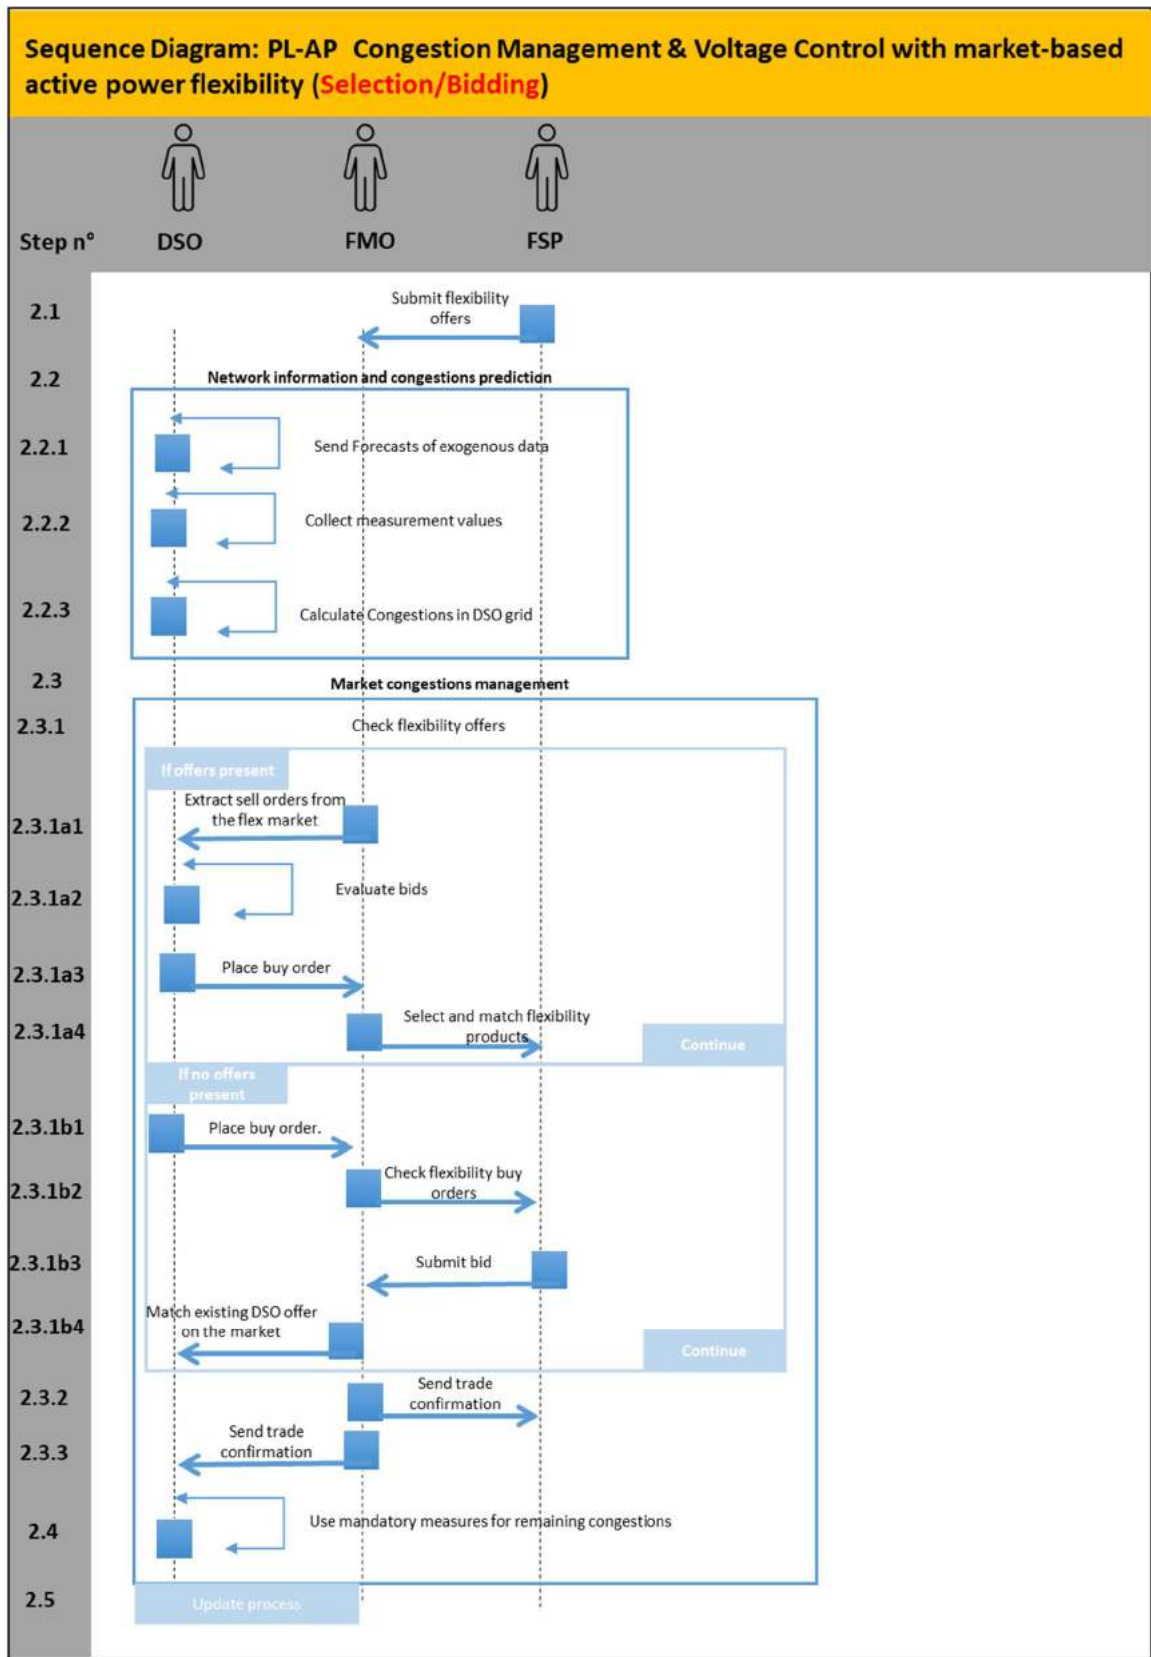 Sequence Diagram: PL-AP Congestion Management & Voltage Control with market-based
active power flexibility (Selection/Bidding)
Step n° DSO FMO FSP
2.1
Submit flexibility
offers
2.2
Network information and congestions prediction
2.2.1
Send Forecasts of exogenous data
2.2.2
Collect measurement values
2.2.3
Calculate Congestions in DSO grid
2.3
Market congestions management
2.3.1
Check flexibility offers
If offers present
2.3.1a1
Extract sell orders from
the flex market
2.3.1a2
Evaluate bids
2.3.1a3
Place buy order
2.3.1a4
Select and match flexibility
products
Continue
If no offers
present
2.3.1b1
Place buy order.
2.3.1b2
Check flexibility buy
orders
2.3.1b3
Submit bid
2.3.1b4
Match existing DSO offer
on the market
Continue
2.3.2
Send trade
confirmation
2.3.3
Send trade
confirmation
2.4
Use mandatory measures for remaining congestions
2.5
Update process